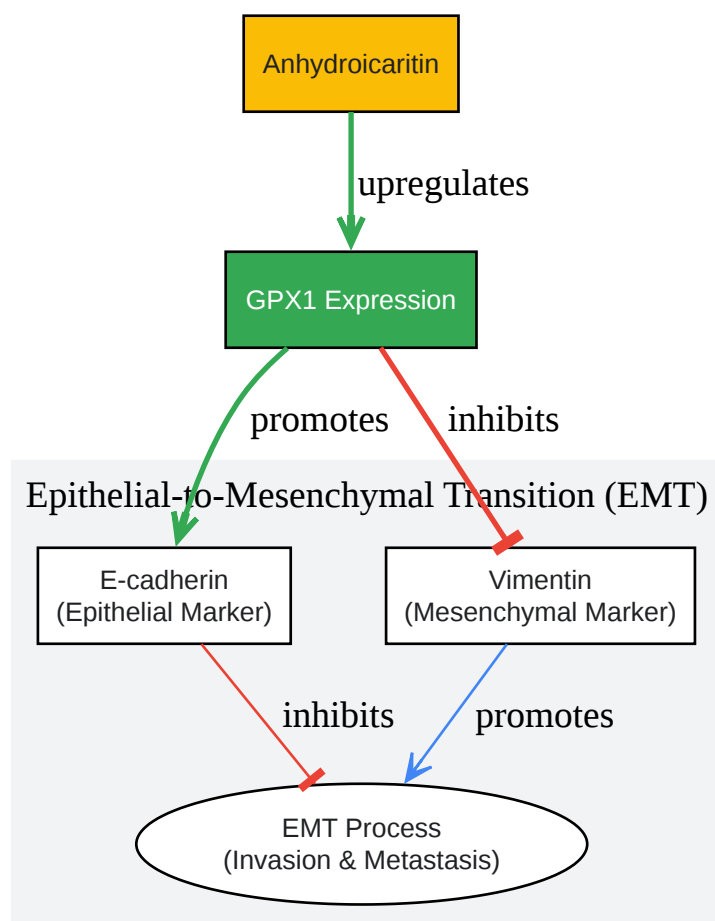 Anhydroicaritin
upregulates
GPX1 Expression
promotes
inhibits
Epithelial-to-Mesenchymal Transition (EMT)
E-cadherin
(Epithelial Marker)
Vimentin
(Mesenchymal Marker)
inhibits
promotes
EMT Process
(Invasion & Metastasis)